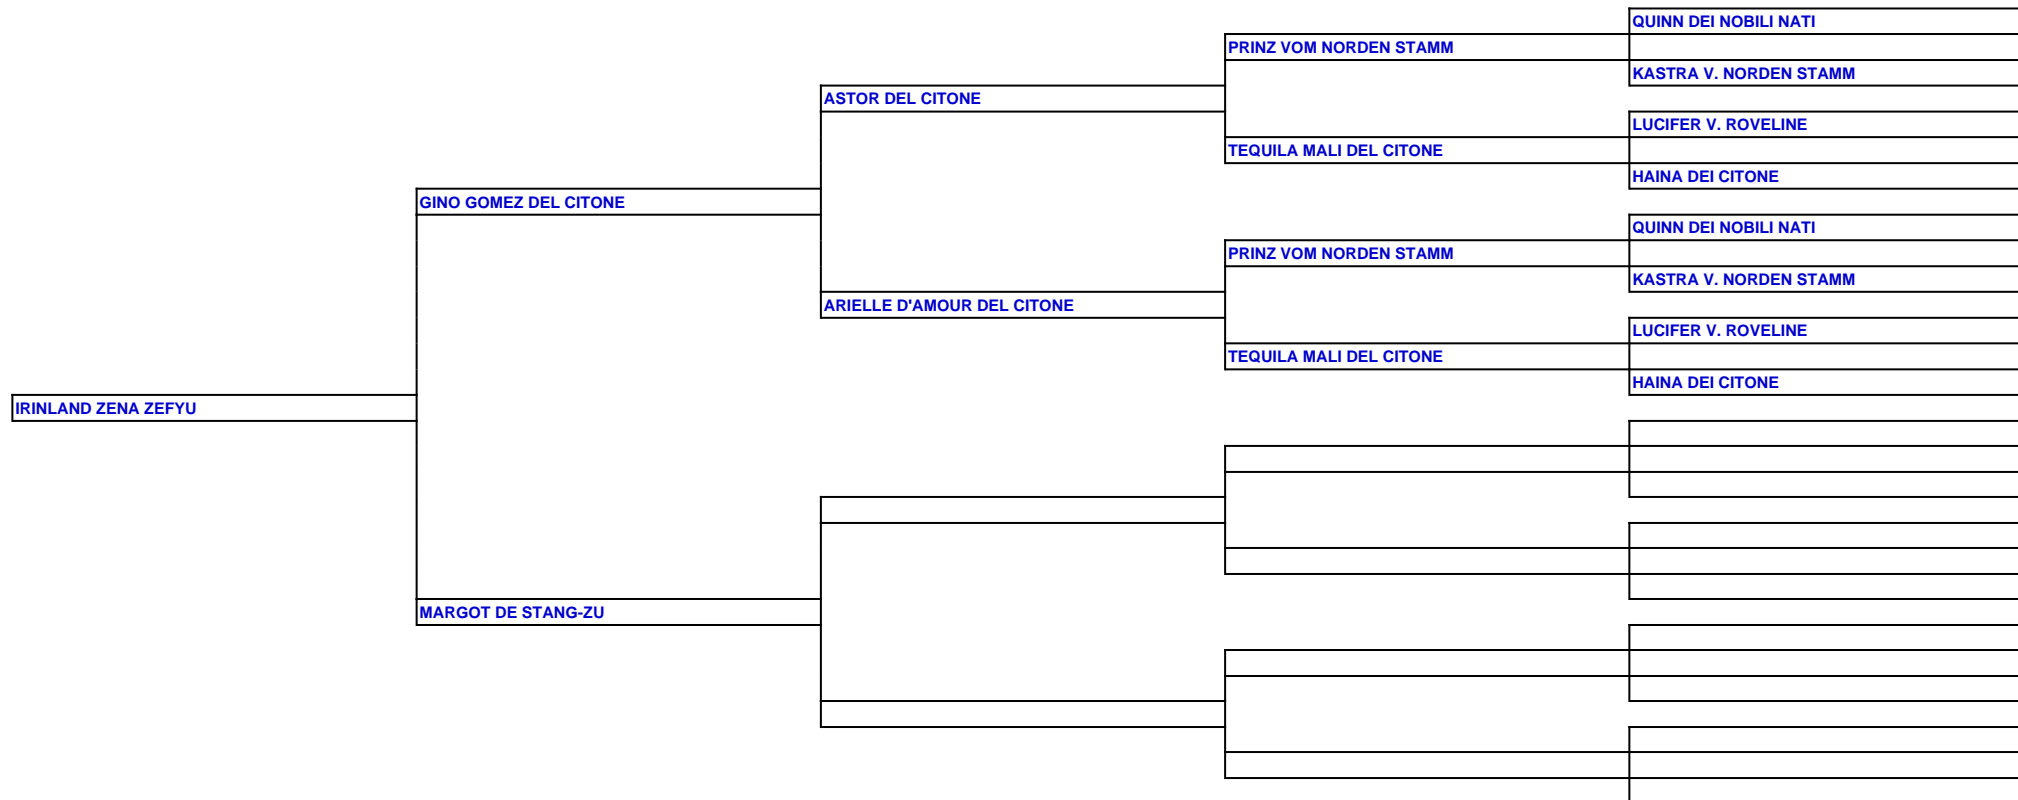 QUINN DEI NOBILI NATI
PRINZ VOM NORDEN STAMM
KASTRA V. NORDEN STAMM
ASTOR DEL CITONE
LUCIFER V. ROVELINE
TEQUILA MALI DEL CITONE
HAINA DEI CITONE
GINO GOMEZ DEL CITONE
QUINN DEI NOBILI NATI
PRINZ VOM NORDEN STAMM
KASTRA V. NORDEN STAMM
ARIELLE D'AMOUR DEL CITONE
LUCIFER V. ROVELINE
TEQUILA MALI DEL CITONE
HAINA DEI CITONE
IRINLAND ZENA ZEFYU
MARGOT DE STANG-ZU